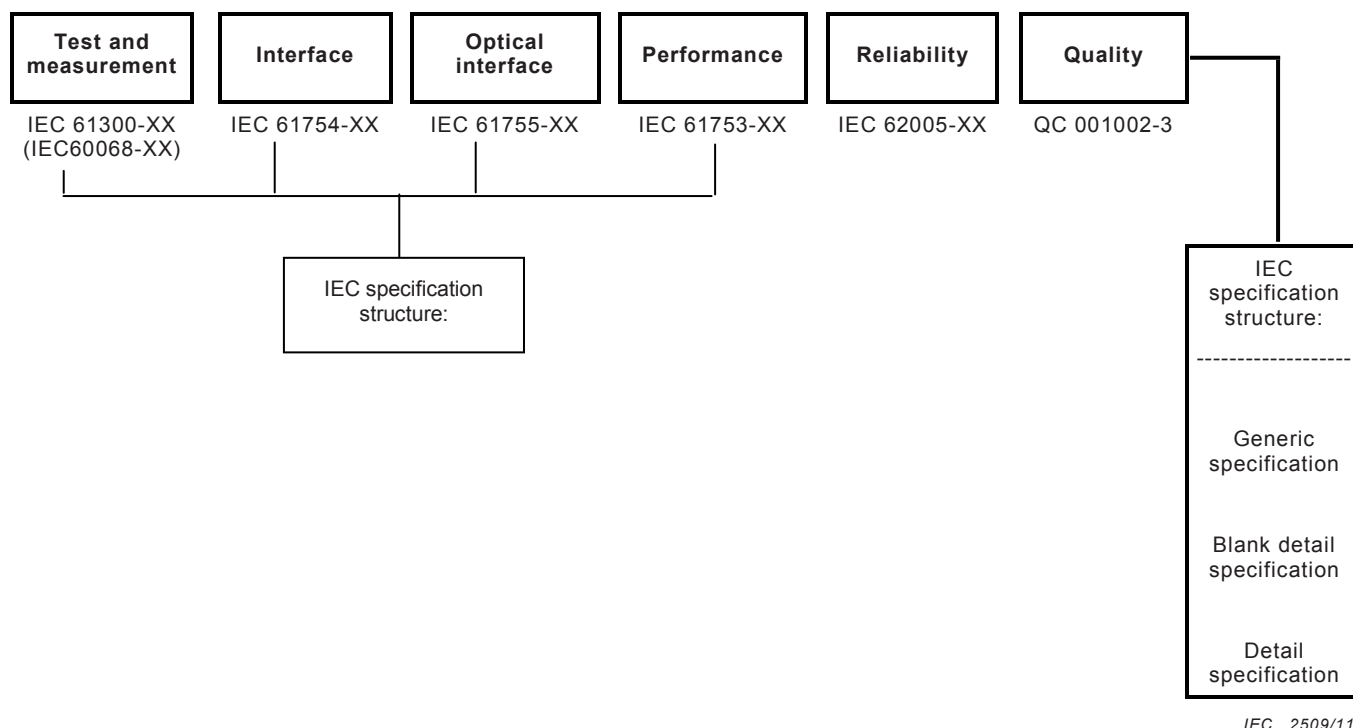 Test and
measurement
Interface
Optical
interface
Performance
Reliability
Quality
IEC 61300-XX
(IEC60068-XX)
IEC 61754-XX
IEC 61755-XX
IEC 61753-XX
IEC 62005-XX
QC 001002-3
IEC specification
structure:
IEC
specification
structure:
-------------------
Generic
specification
Blank detail
specification
Detail
specification
IEC 2509/11